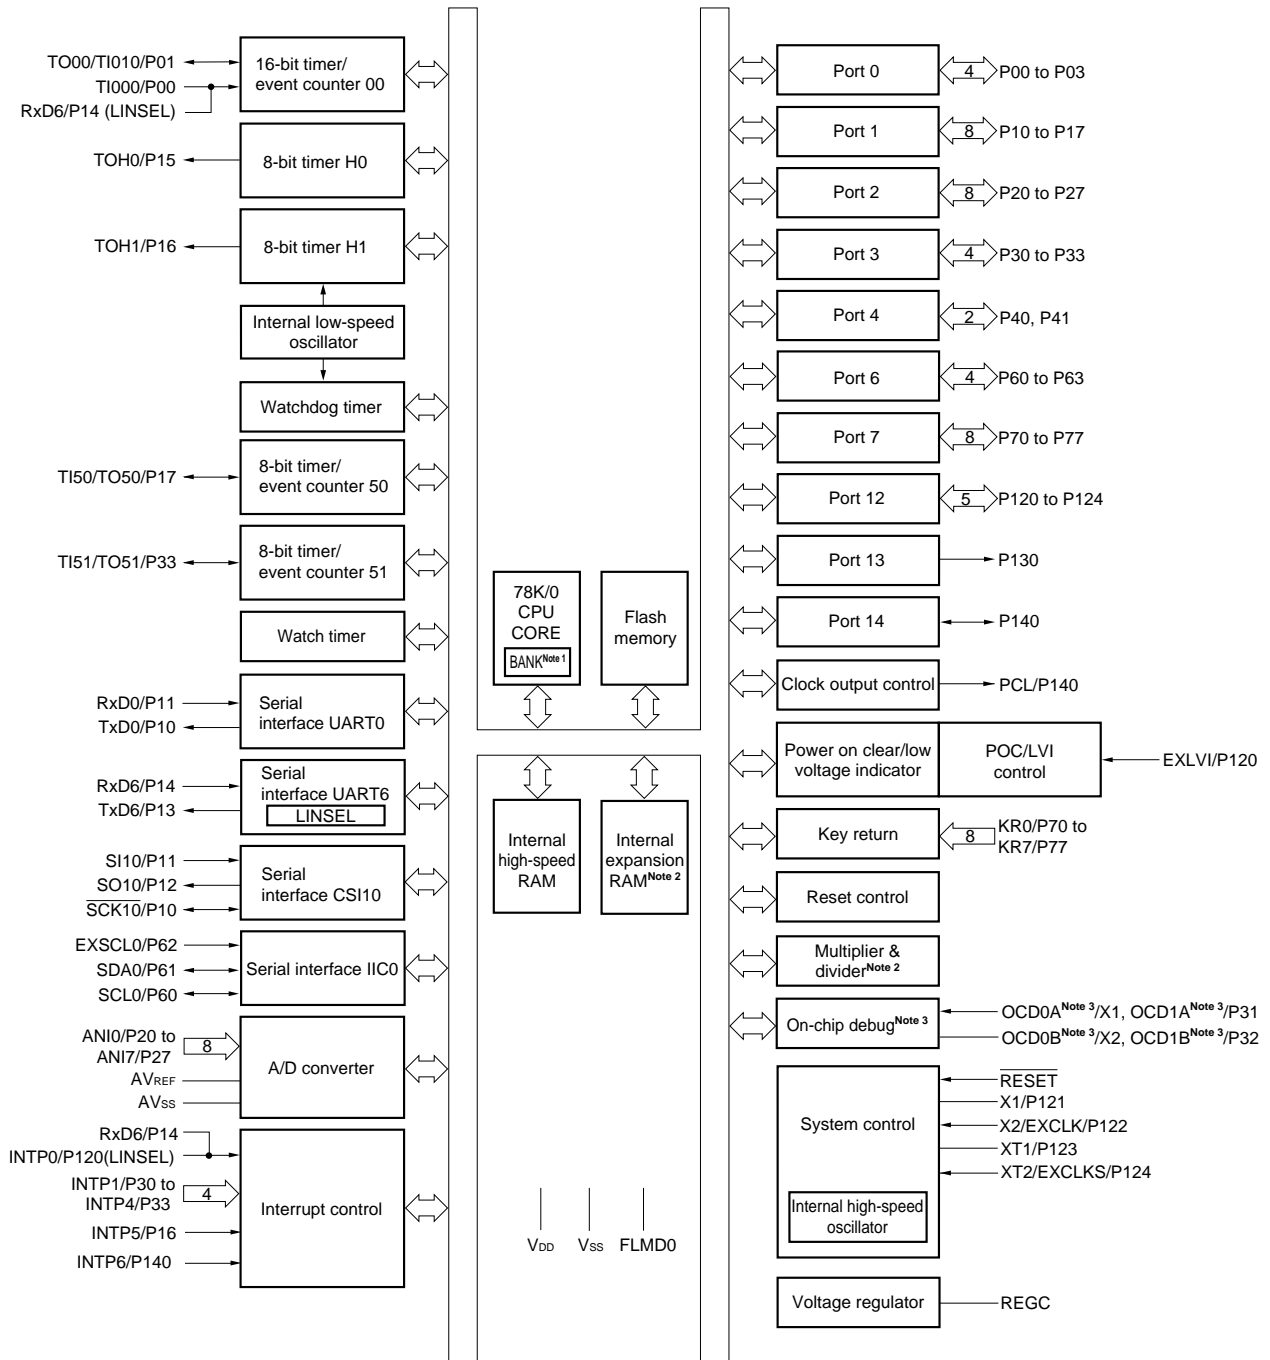 TO00/TI010/P01
TI000/P00
RxD6/P14 (LINSEL)
16-bit timer/
event counter 00
TOH0/P15
8-bit timer H0
TOH1/P16
8-bit timer H1
Internal low-speed
oscillator
Watchdog timer
TI50/TO50/P17
8-bit timer/
event counter 50
TI51/TO51/P33
8-bit timer/
event counter 51
Watch timer
RxD0/P11
TxD0/P10
Serial
interface UART0
RxD6/P14
TxD6/P13
Serial
interface UART6
LINSEL
SI10/P11
SO10/P12
SCK10/P10
Serial
interface CSI10
EXSCL0/P62
SDA0/P61
SCL0/P60
Serial interface IIC0
ANI0/P20 to
ANI7/P27
8
AVREF
AVSS
A/D converter
RxD6/P14
INTP0/P120(LINSEL)
INTP1/P30 to
INTP4/P33
4
INTP5/P16
INTP6/P140
Interrupt control
78K/0
CPU
CORE
BANKNote 1
Flash
memory
Internal
high-speed
RAM
Internal
expansion
RAMNote 2
VDD
VSS
FLMD0
Port 0
4
P00 to P03
Port 1
8
P10 to P17
Port 2
8
P20 to P27
Port 3
4
P30 to P33
Port 4
2
P40, P41
Port 6
4
P60 to P63
Port 7
8
P70 to P77
Port 12
5
P120 to P124
Port 13
P130
Port 14
P140
Clock output control
PCL/P140
Power on clear/low
voltage indicator
POC/LVI
control
EXLVI/P120
Key return
8
KR0/P70 to
KR7/P77
Reset control
Multiplier &
dividerNote 2
On-chip debugNote 3
OCD0ANote 3/X1, OCD1ANote 3/P31
OCD0BNote 3/X2, OCD1BNote 3/P32
System control
RESET
X1/P121
X2/EXCLK/P122
XT1/P123
XT2/EXCLKS/P124
Internal high-speed
oscillator
Voltage regulator
REGC